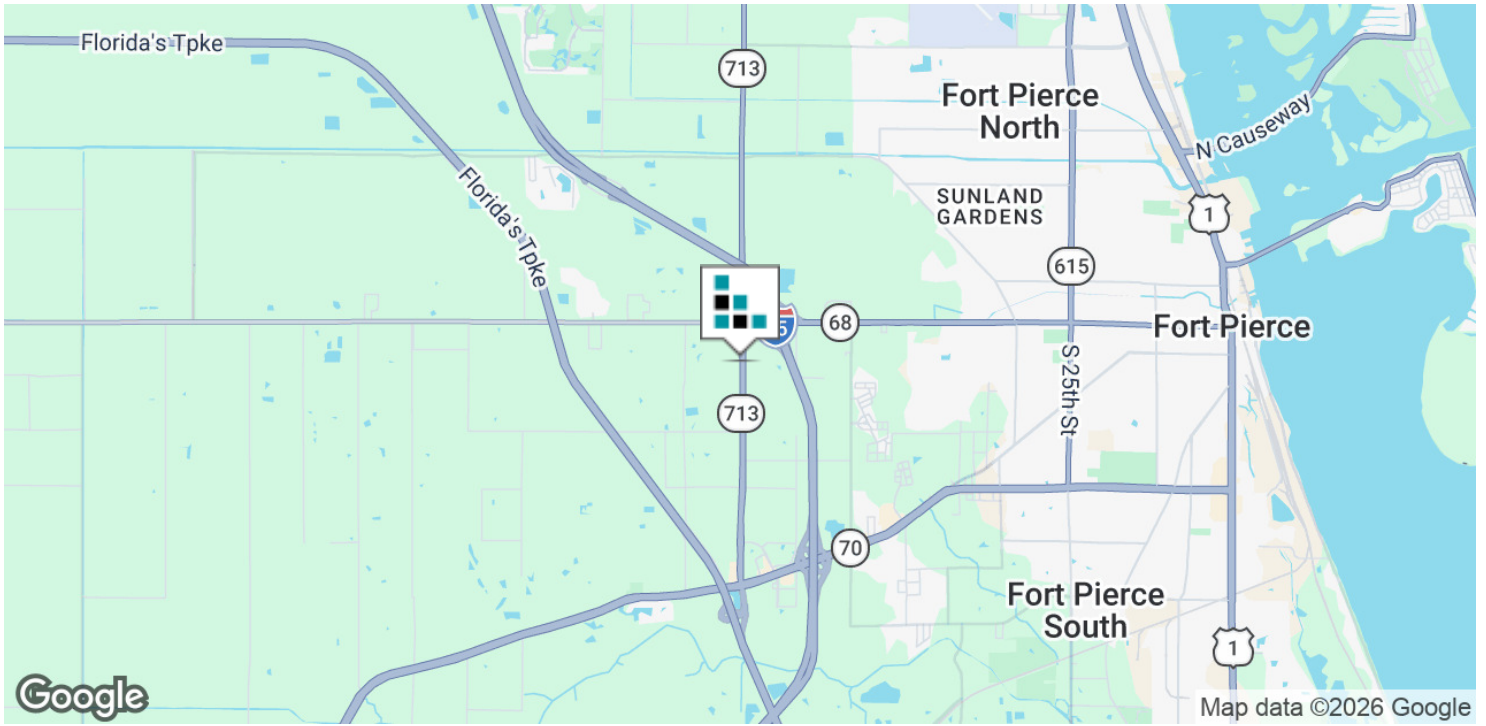 Florida's Tpke
713
Fort Pierce
North
N Causeway
Florida's Tpke
SUNLAND
GARDENS
1
615
68
Fort Pierce
S 25th St
713
70
Fort Pierce
South
1
Google
Map data ©2026 Google